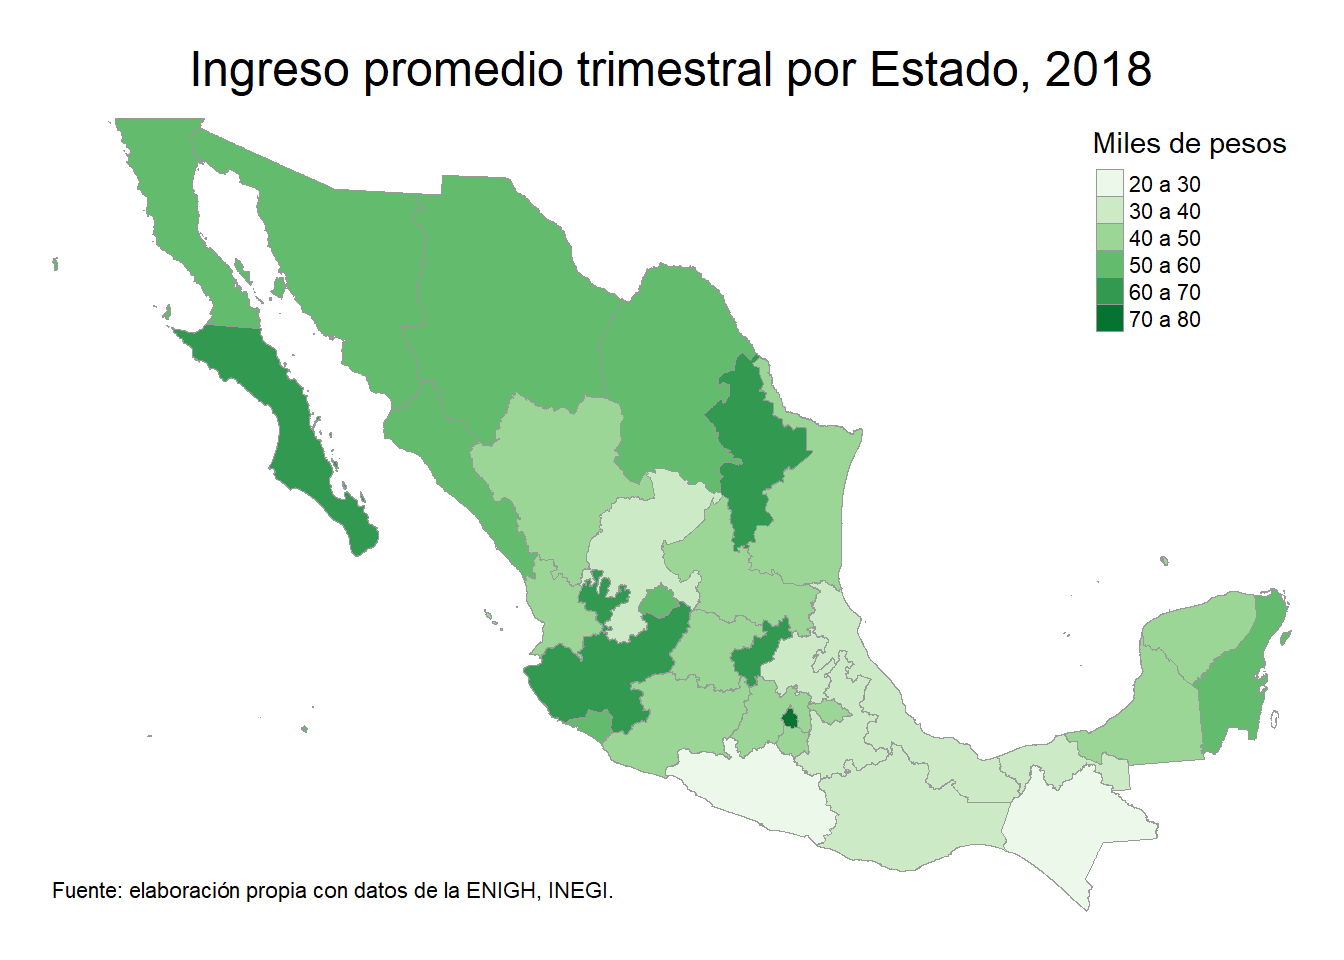 Ingreso promedio trimestral por Estado, 2018
Miles de pesos
20 a 30
30 a 40
40 a 50
50 a 60
60 a 70
70 a 80
Fuente: elaboración propia con datos de la ENIGH, INEGI.